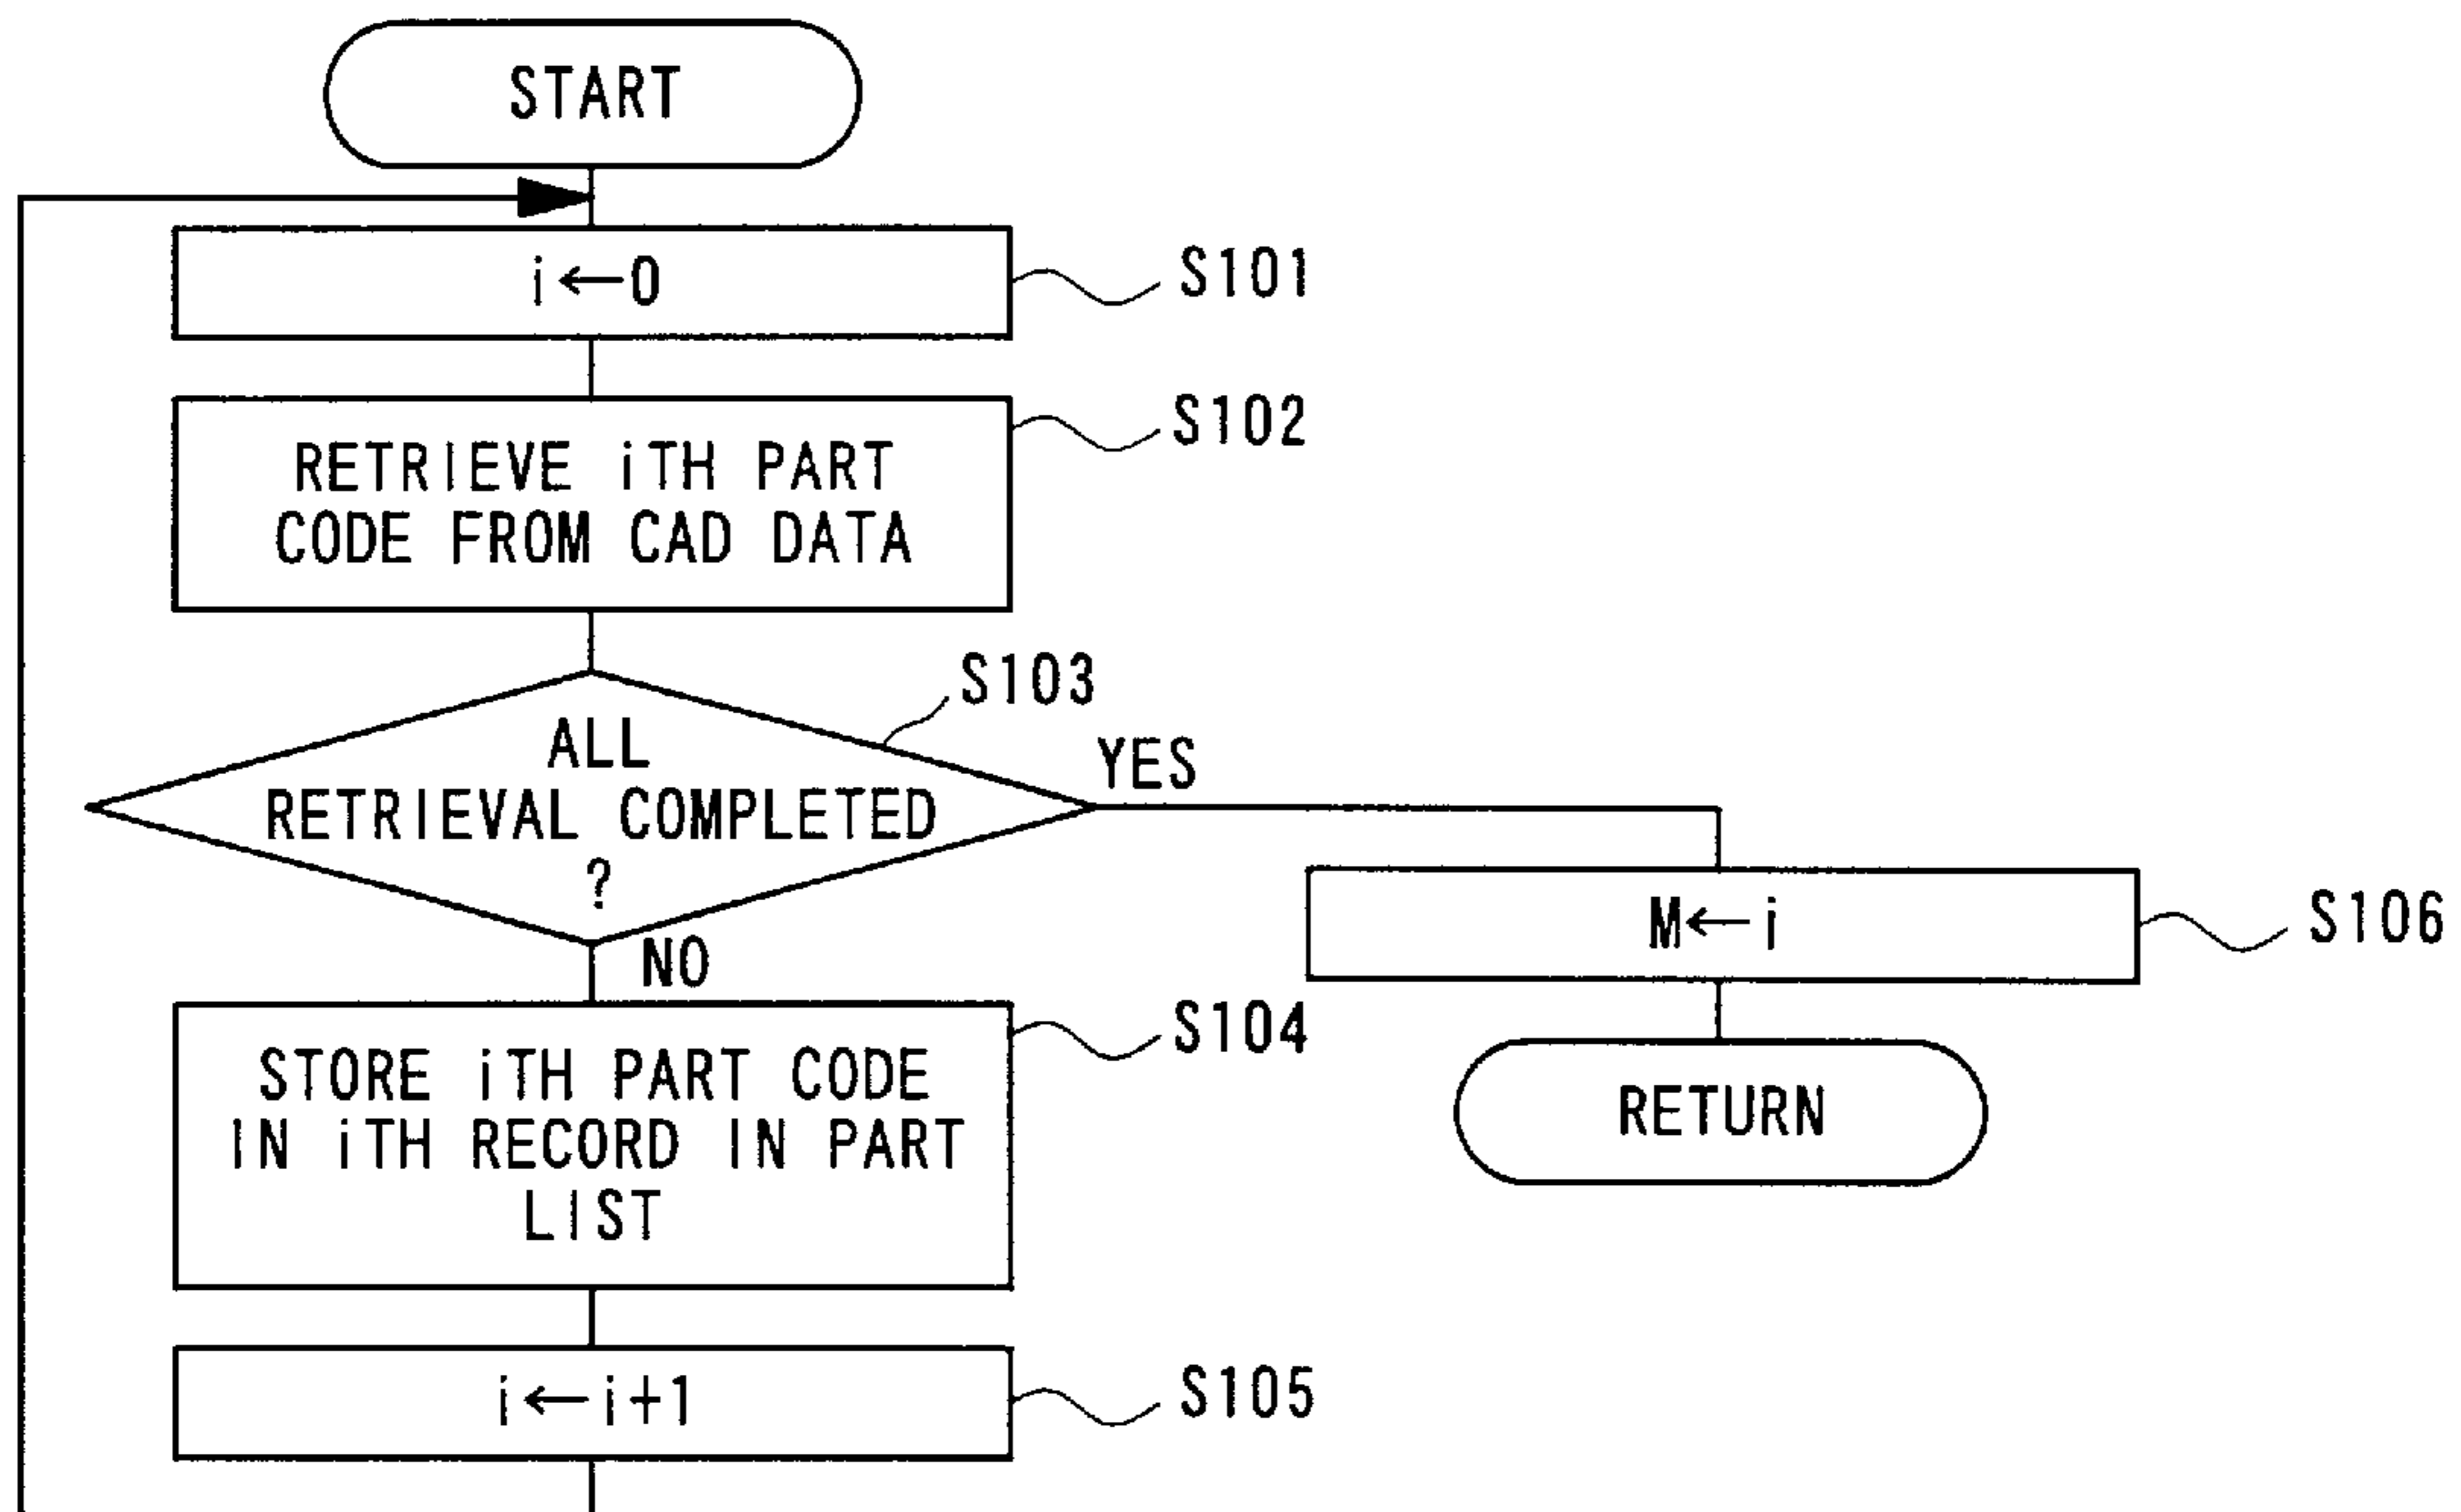 START
i←0
S101
RETRIEVE iTH PART
CODE FROM CAD DATA
S102
ALL
RETRIEVAL COMPLETED
?
S103
YES
NO
M←i
S106
RETURN
STORE iTH PART CODE
IN iTH RECORD IN PART
LIST
S104
i←i+1
S105